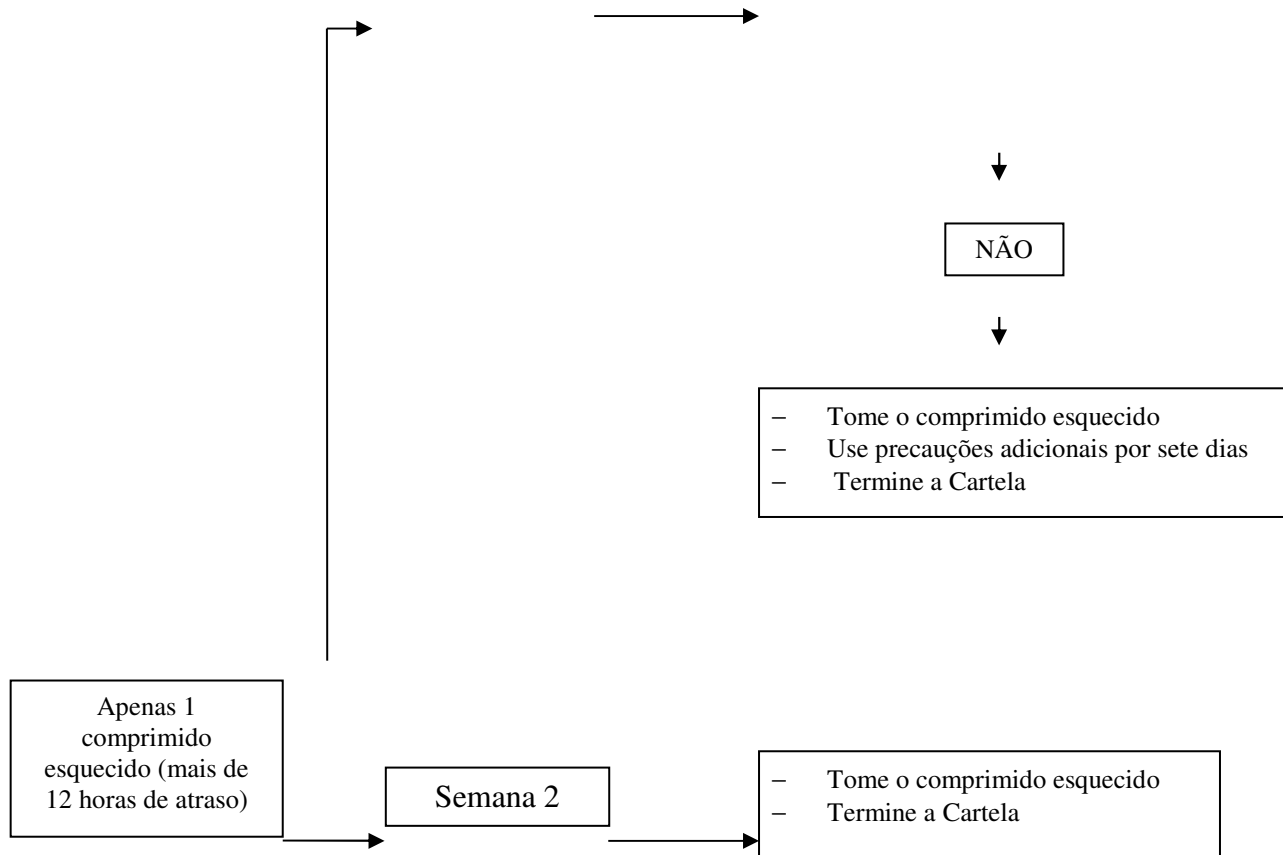 NÃO
– Tome o comprimido esquecido
– Use precauções adicionais por sete dias
– Termine a Cartela
Apenas 1
comprimido
esquecido (mais de
12 horas de atraso)
Semana 2
– Tome o comprimido esquecido
– Termine a Cartela